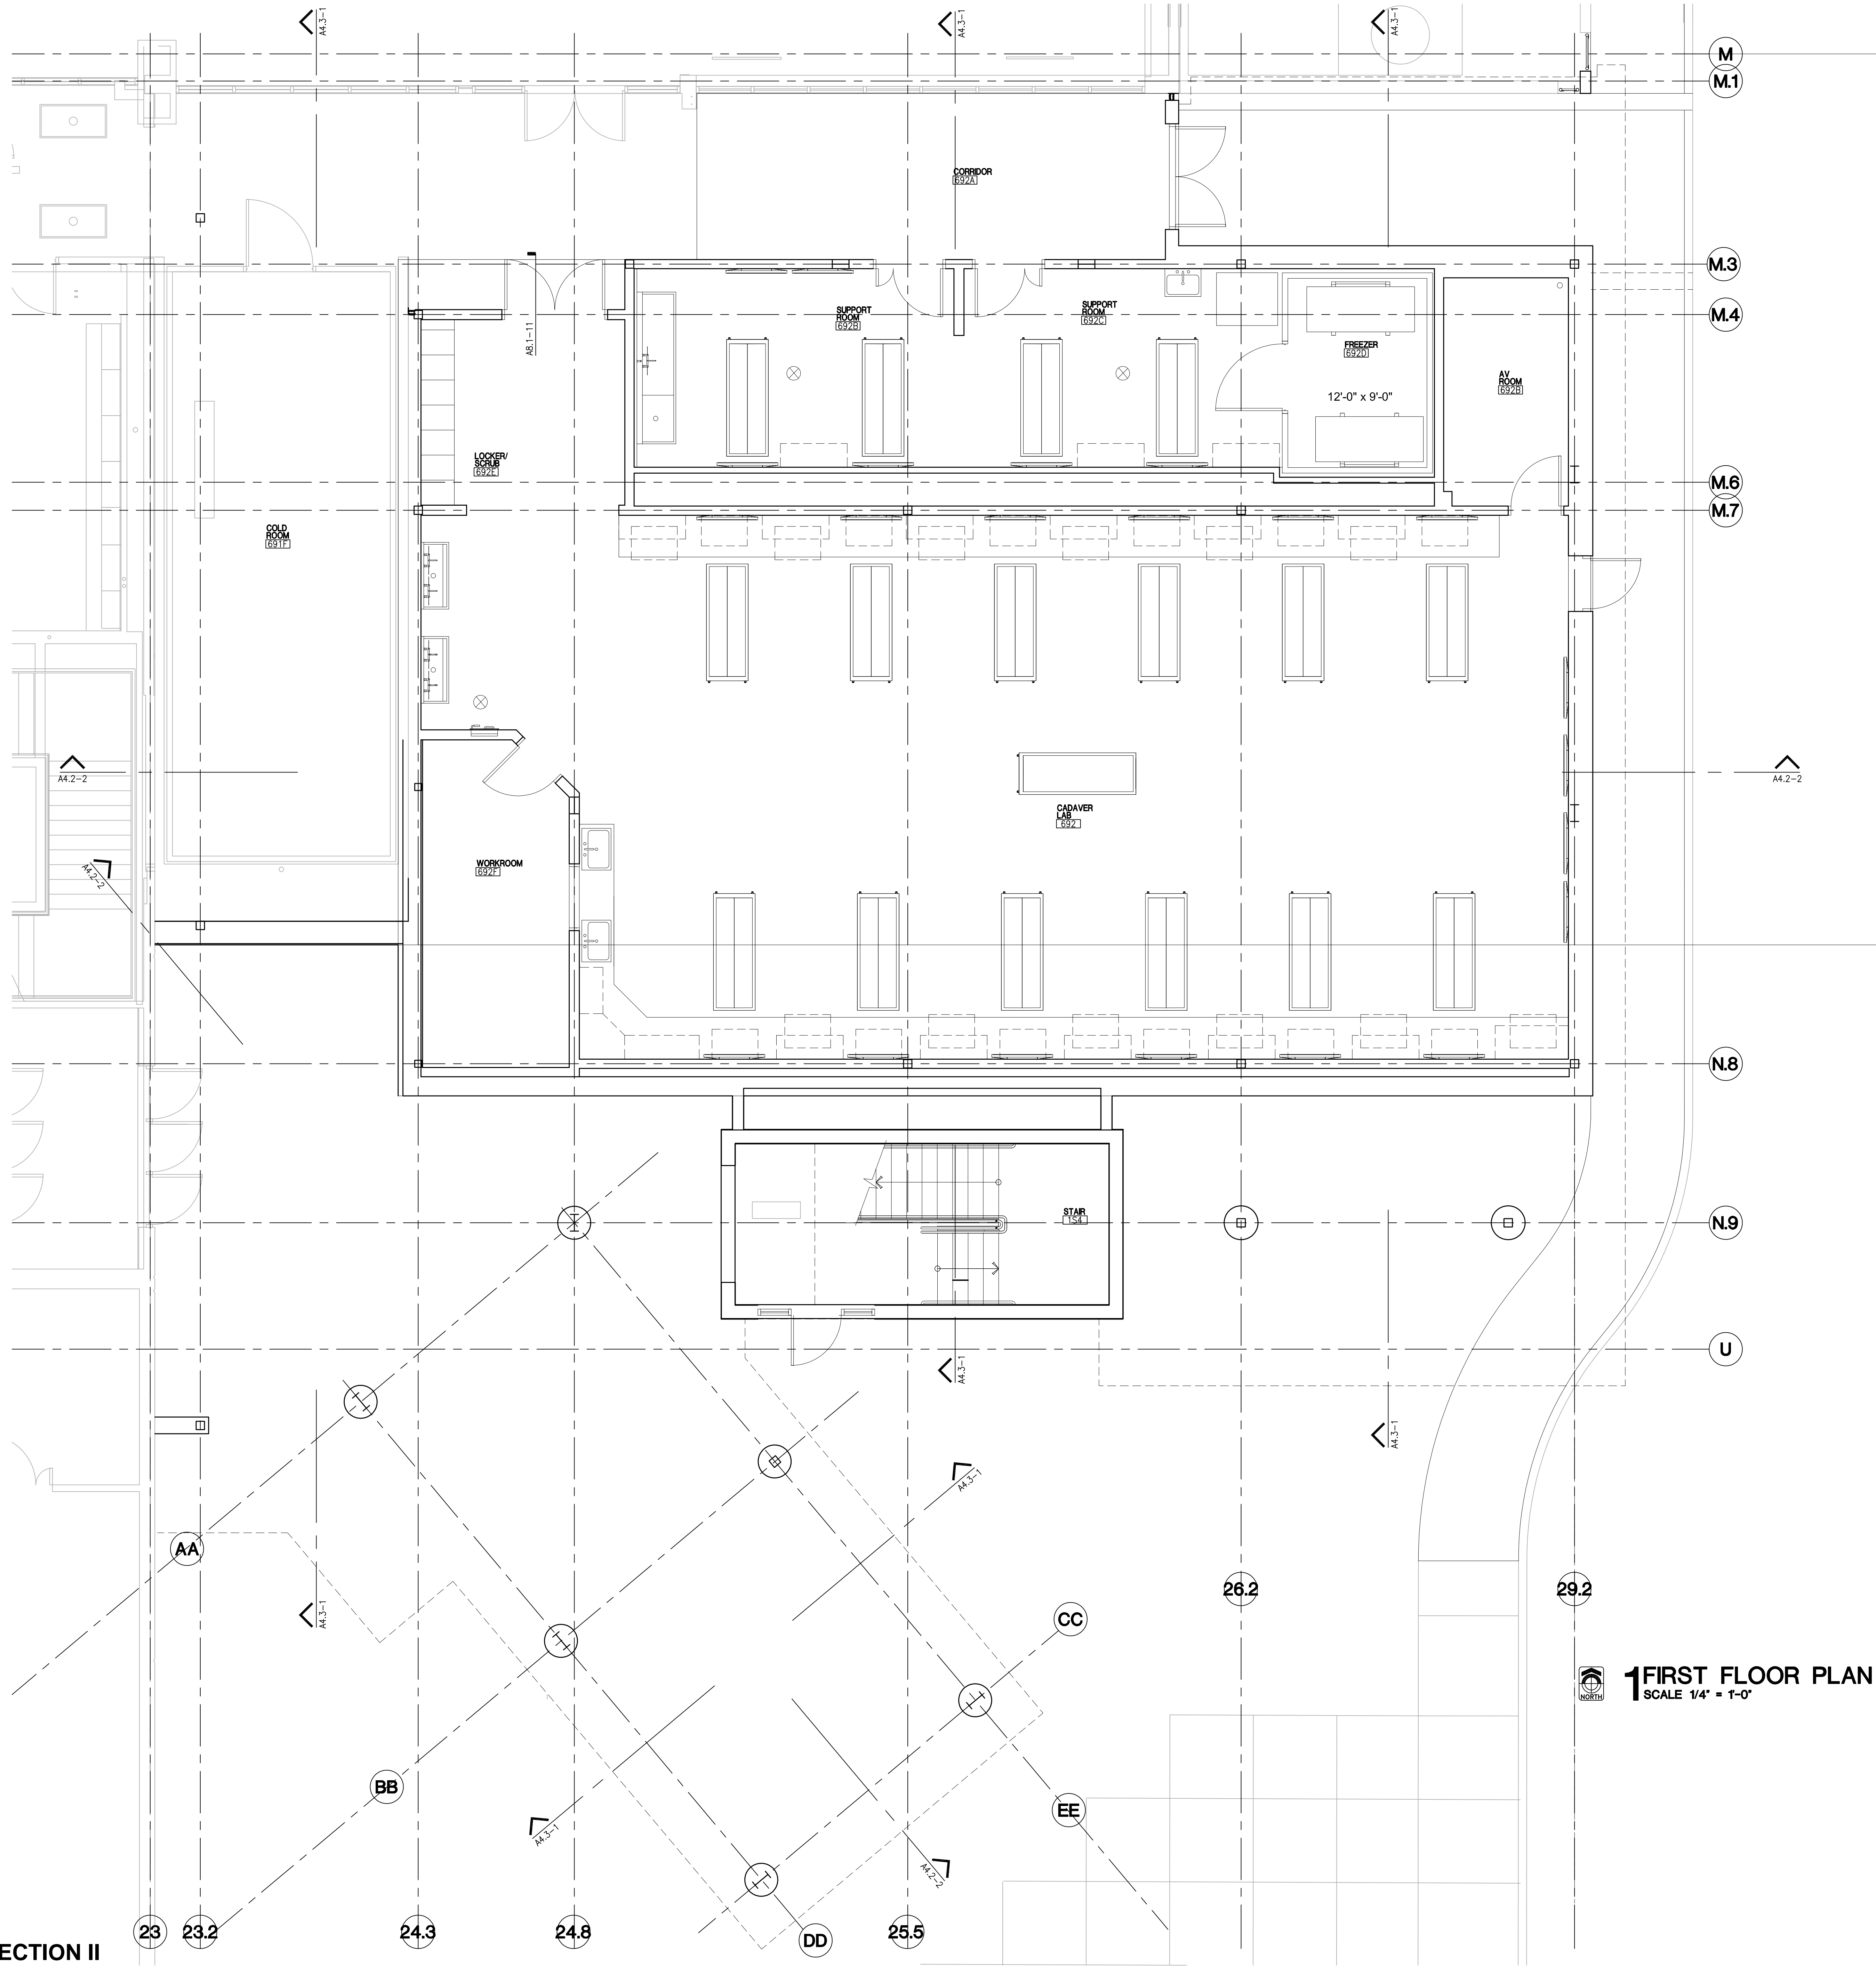 A4.3-1
A4.3-1
A4.3-1
M
M.1
CORRIDOR
692A
M.3
M.4
A8.1-11
SUPPORT
ROOM
692B
SUPPORT
ROOM
692C
FREEZER
692D
12'-0" x 9'-0"
AV
ROOM
692B
LOCKER/
SCRUB
692E
M.6
M.7
COLD
ROOM
691F
A4.2-2
A4.2-2
CADAVER
LAB
692
A4.2-2
WORKROOM
692F
N.8
STAIR
1S4
N.9
U
A4.3-1
A4.3-1
A4.3-1
AA
A4.3-1
26.2
29.2
CC
NORTH
1 FIRST FLOOR PLAN
SCALE 1/4" = 1'-0"
BB
A4.3-1
EE
A4.2-2
23
23.2
24.3
24.8
DD
25.5
ECTION II